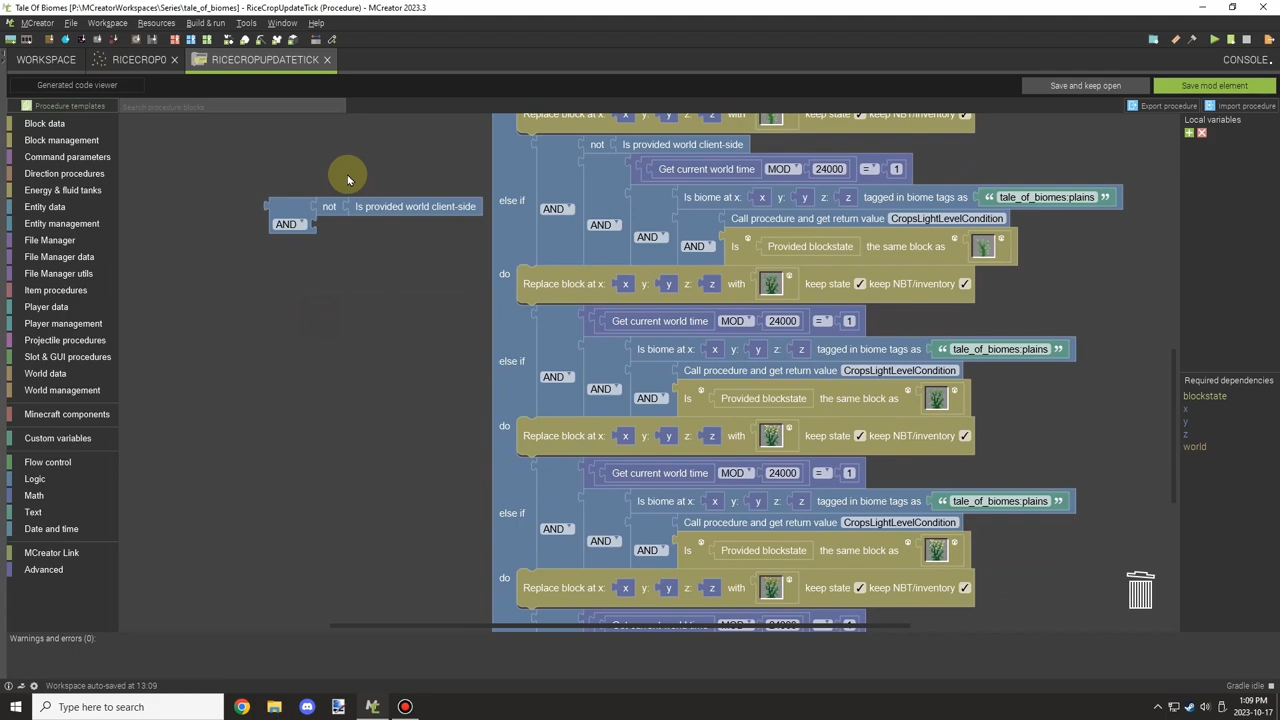 Tale Of Biomes [P:\MCreatorWorkspaces\Series\tale_of_biomes] - RiceCropUpdateTick (Procedure) - MCreator 2023.3
MCreator File Workspace Resources Build & run Tools Window Help
WORKSPACE RICECROP0 RICECROPUPDATETICK CONSOLE
Generated code viewer Save and keep open Save mod element
Procedure templates Search procedure blocks Export procedure Import procedure
Block data
Block management
Command parameters
Direction procedures
Energy & fluid tanks
Entity data
Entity management
File Manager
File Manager data
File Manager utils
Item procedures
Player data
Player management
Projectile procedures
Slot & GUI procedures
World data
World management
Minecraft components
Custom variables
Flow control
Logic
Math
Text
Date and time
MCreator Link
Advanced
not Is provided world client-side
AND
Replace block at x: y: z: with keep state ✓ keep NBT/inventory ✓
not Is provided world client-side
Get current world time MOD 24000 = 1
else if AND AND AND AND
Is biome at x: x y: y z: z tagged in biome tags as “ tale_of_biomes:plains ”
Call procedure and get return value CropsLightLevelCondition
Is Provided blockstate the same block as
do Replace block at x: x y: y z: z with keep state ✓ keep NBT/inventory ✓
Get current world time MOD 24000 = 1
else if AND AND AND
Is biome at x: x y: y z: z tagged in biome tags as “ tale_of_biomes:plains ”
Call procedure and get return value CropsLightLevelCondition
Is Provided blockstate the same block as
do Replace block at x: x y: y z: z with keep state ✓ keep NBT/inventory ✓
Get current world time MOD 24000 = 1
else if AND AND AND
Is biome at x: x y: y z: z tagged in biome tags as “ tale_of_biomes:plains ”
Call procedure and get return value CropsLightLevelCondition
Is Provided blockstate the same block as
do Replace block at x: x y: y z: z with keep state ✓ keep NBT/inventory ✓
Get current world time MOD 24000 = 1
Local variables
Required dependencies
blockstate
x
y
z
world
Warnings and errors (0):
Workspace auto-saved at 13:09 Gradle idle
Type here to search
1:09 PM
2023-10-17